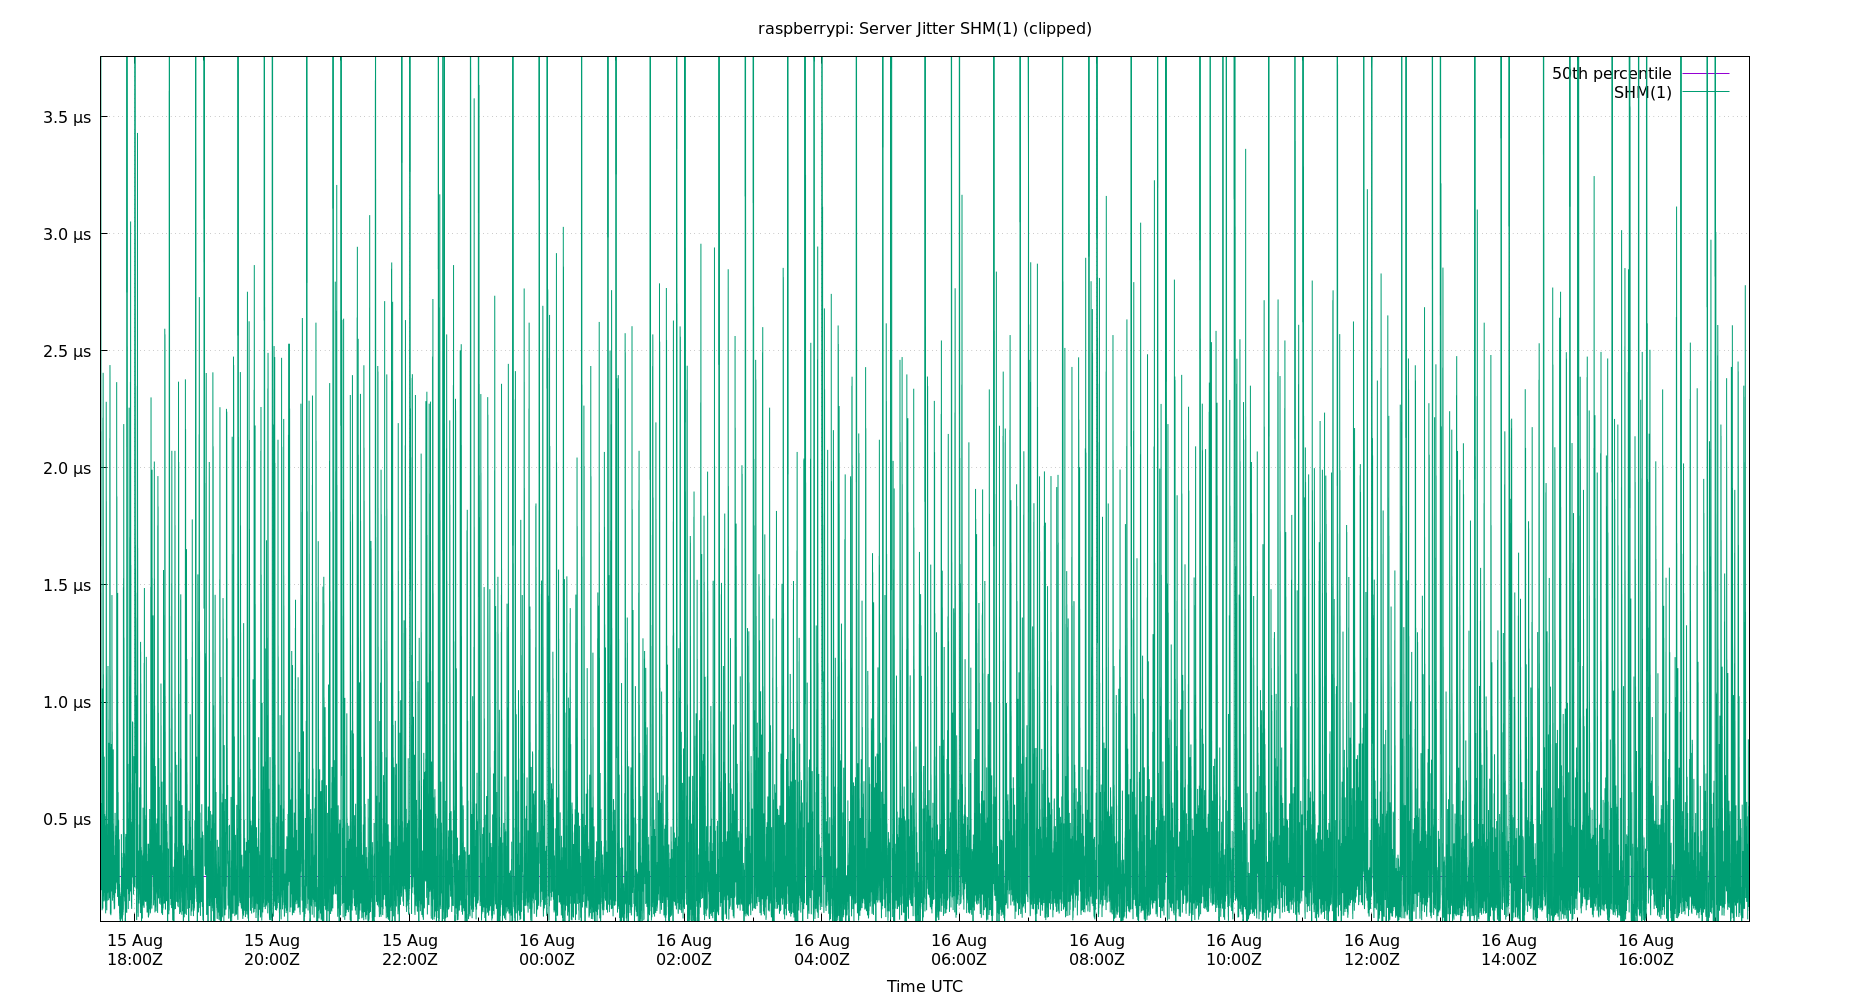 raspberrypi: Server Jitter SHM(1) (clipped)
50th percentile
SHM(1)
3.5 µs
3.0 µs
2.5 µs
2.0 µs
1.5 µs
1.0 µs
0.5 µs
15 Aug 15 Aug 15 Aug 16 Aug 16 Aug 16 Aug 16 Aug 16 Aug 16 Aug 16 Aug 16 Aug 16 Aug
18:00Z 20:00Z 22:00Z 00:00Z 02:00Z 04:00Z 06:00Z 08:00Z 10:00Z 12:00Z 14:00Z 16:00Z
Time UTC